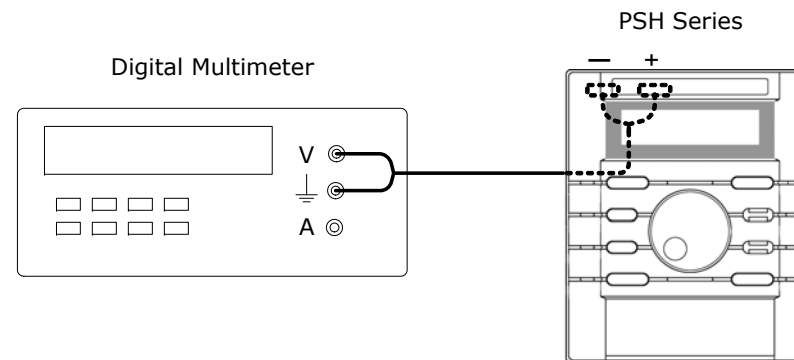 PSH Series
Digital Multimeter
— +
V
A